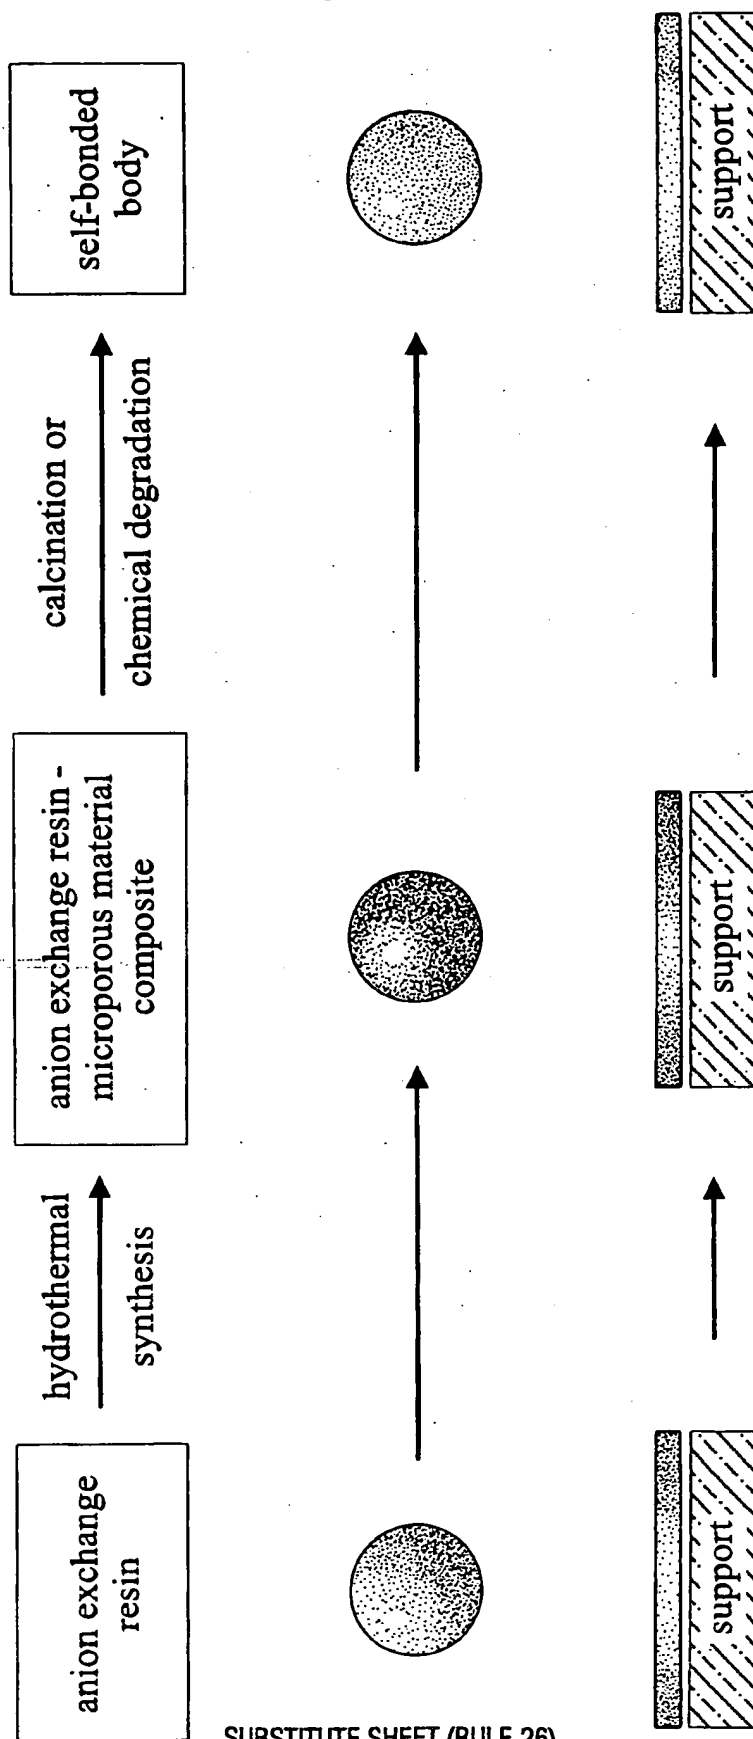 anion exchange
resin
hydrothermal
synthesis
anion exchange resin -
microporous material
composite
calcination or
chemical degradation
self-bonded
body
support
support
support
SUBSTITUTE SHEET (RULE 26)